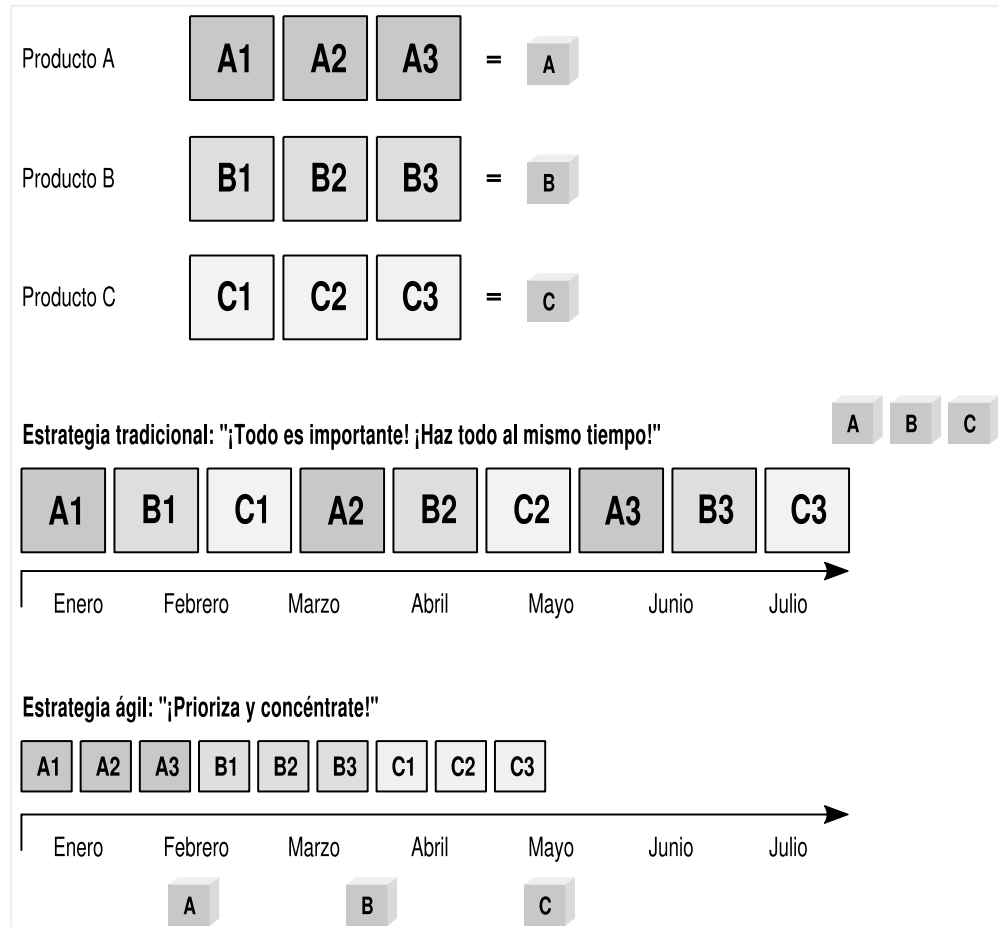 Producto A A1 A2 A3 = A
Producto B B1 B2 B3 = B
Producto C C1 C2 C3 = C
A B C
Estrategia tradicional: "¡Todo es importante! ¡Haz todo al mismo tiempo!"
A1 B1 C1 A2 B2 C2 A3 B3 C3
Enero Febrero Marzo Abril Mayo Junio Julio
Estrategia ágil: "¡Prioriza y concéntrate!"
A1 A2 A3 B1 B2 B3 C1 C2 C3
Enero Febrero Marzo Abril Mayo Junio Julio
A B C